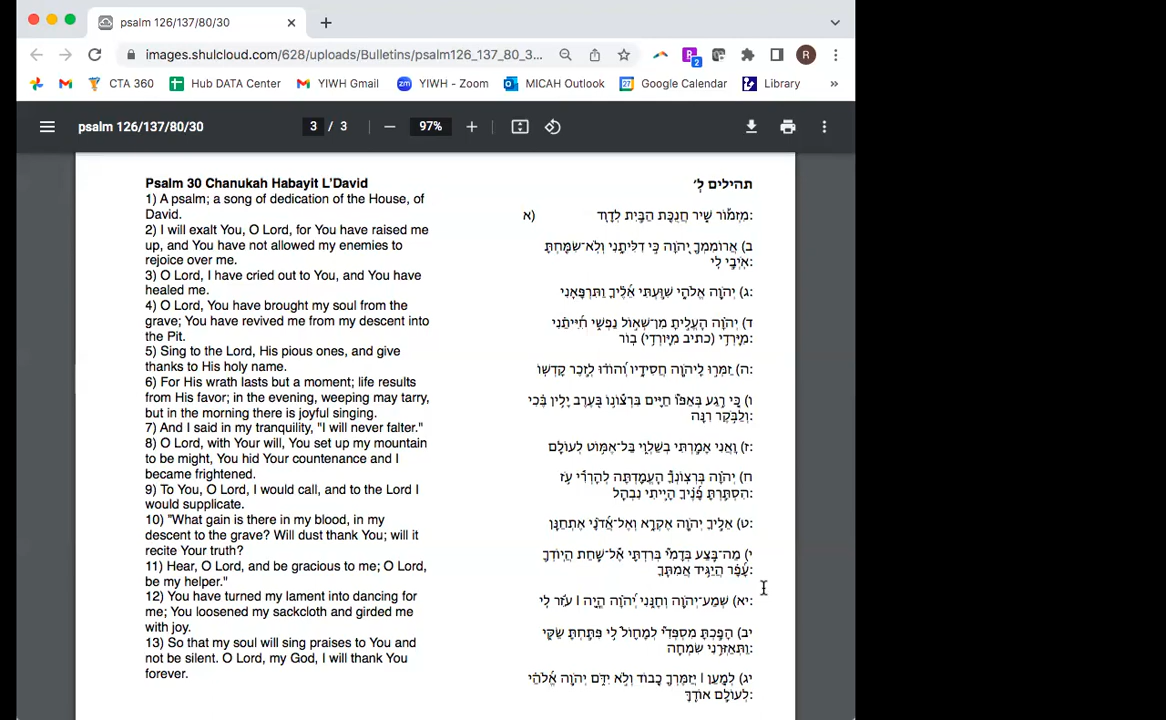 psalm 126/137/80/30
images.shulcloud.com/628/uploads/Bulletins/psalm126_137_80_3...
R
2
CTA 360
Hub DATA Center
YIWH Gmail
YIWH - Zoom
MICAH Outlook
Google Calendar
Library
»
psalm 126/137/80/30
3 / 3
97%
Psalm 30 Chanukah Habayit L'David
1) A psalm; a song of dedication of the House, of
David.
2) I will exalt You, O Lord, for You have raised me
up, and You have not allowed my enemies to
rejoice over me.
3) O Lord, I have cried out to You, and You have
healed me.
4) O Lord, You have brought my soul from the
grave; You have revived me from my descent into
the Pit.
5) Sing to the Lord, His pious ones, and give
thanks to His holy name.
6) For His wrath lasts but a moment; life results
from His favor; in the evening, weeping may tarry,
but in the morning there is joyful singing.
7) And I said in my tranquility, "I will never falter."
8) O Lord, with Your will, You set up my mountain
to be might, You hid Your countenance and I
became frightened.
9) To You, O Lord, I would call, and to the Lord I
would supplicate.
10) "What gain is there in my blood, in my
descent to the grave? Will dust thank You; will it
recite Your truth?
11) Hear, O Lord, and be gracious to me; O Lord,
be my helper."
12) You have turned my lament into dancing for
me; You loosened my sackcloth and girded me
with joy.
13) So that my soul will sing praises to You and
not be silent. O Lord, my God, I will thank You
forever.
תהילים ל׳
א) מִזְמ֡וֹר שִׁ֖יר חֲנֻכַּ֖ת הַבַּ֣יִת לְדָוִֽד:
ב) אֲרֽוֹמִמְךָ֣ יְ֖הֹוָה כִּ֣י דִלִּיתָ֑נִי וְלֹֽא־שִׂמַּ֖חְתָּ
אֹֽיְבַ֣י לִֽי:
ג) יְהֹוָ֥ה אֱלֹהָ֑י שִׁוַּ֥עְתִּי אֵ֜לֶ֗יךָ וַתִּרְפָּאֵֽנִי
ד) יְֽהֹוָ֗ה הֶעֱלִ֣יתָ מִן־שְׁא֣וֹל נַפְשִׁ֑י חִ֜יִּיתַ֗נִי
מִיָּרְדִי (כתיב מִיּֽוֹרְדִי) בֽוֹר:
ה) זַמְּר֣וּ לַֽיהֹוָ֣ה חֲסִידָ֑יו וְ֜הוֹד֗וּ לְזֵ֣כֶר קָדְשֽׁוֹ:
ו) כִּ֚י רֶ֨גַע בְּאַפּוֹ֘ חַיִּ֪ים בִּרְצ֫וֹנ֥וֹ בָּ֖עֶרֶב יָלִ֥ין בֶּ֗כִי
וְלַבֹּ֥קֶר רִנָּֽה:
ז) וַֽאֲנִי אָמַ֣רְתִּי בְשַׁלְוִ֑י בַּל־אֶמּ֥וֹט לְעוֹלָֽם:
ח) יְהֹוָ֗ה בִּרְצוֹנְךָ֘ הֶעֱמַ֪דְתָּה לְֽהַרֲרִ֫י עֹ֥ז
הִסְתַּ֥רְתָּ פָ֜נֶ֗יךָ הָיִ֥יתִי נִבְהָֽל:
ט) אֵלֶ֣יךָ יְהֹוָ֣ה אֶקְרָ֑א וְאֶל־אֲ֜דֹנָ֗י אֶתְחַנָּֽן:
י) מַה־בֶּ֥צַע בְּדָמִי֘ בְּרִדְתִּ֪י אֶ֫ל־שָׁ֥חַת הֲיֽוֹדְךָ֥
עָפָ֑ר הֲיַגִּ֥יד אֲמִתֶּֽךָ:
יא) שְׁמַע־יְהֹוָ֥ה וְחָנֵּ֑נִי יְ֜הֹוָ֗ה הֱיֵ֣ה | עֹ֘זֵ֥ר לִֽי:
יב) הָפַ֣כְתָּ מִסְפְּדִי֘ לְמָח֪וֹל לִ֥י פִּתַּ֥חְתָּ שַׂקִּ֑י
וַתְּאַזְּרֵ֥נִי שִׂמְחָֽה:
יג) לְמַ֚עַן | יְזַמֶּרְךָ֣ כָ֖בוֹד וְלֹ֣א יִדֹּ֑ם יְהֹוָ֥ה אֱ֜לֹהַ֗י
לְעוֹלָ֥ם אוֹדֶֽךָּ: